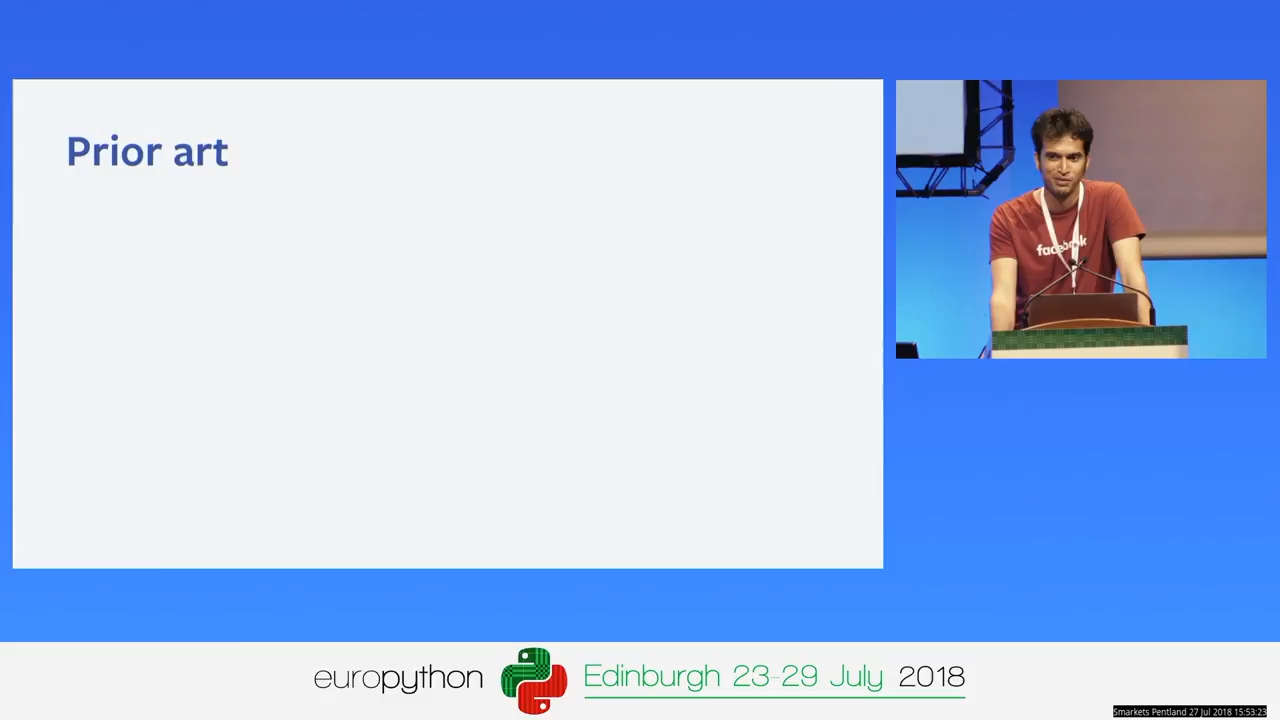 Prior art
facebook
europython Edinburgh 23-29 July 2018
Smarkets Pentland 27 Jul 2018 15:53:23